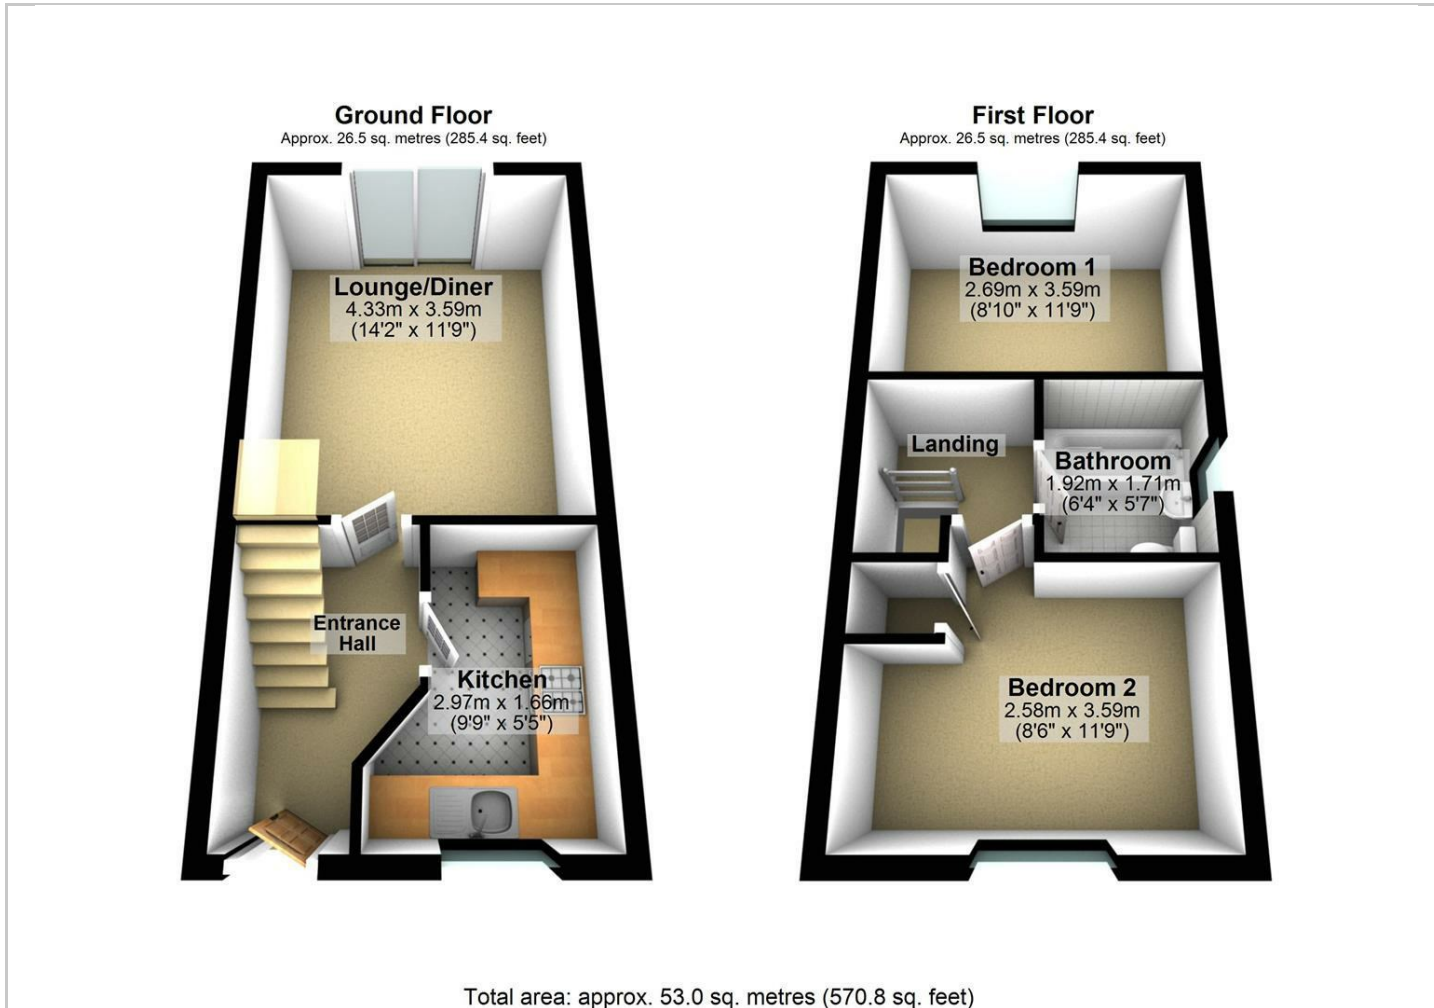 Ground Floor
Approx. 26.5 sq. metres (285.4 sq. feet)
Lounge/Diner
4.33m x 3.59m
(14'2" x 11'9")
Entrance
Hall
Kitchen
2.97m x 1.66m
(9'9" x 5'5")
First Floor
Approx. 26.5 sq. metres (285.4 sq. feet)
Bedroom 1
2.69m x 3.59m
(8'10" x 11'9")
Landing
Bathroom
1.92m x 1.71m
(6'4" x 5'7")
Bedroom 2
2.58m x 3.59m
(8'6" x 11'9")
Total area: approx. 53.0 sq. metres (570.8 sq. feet)